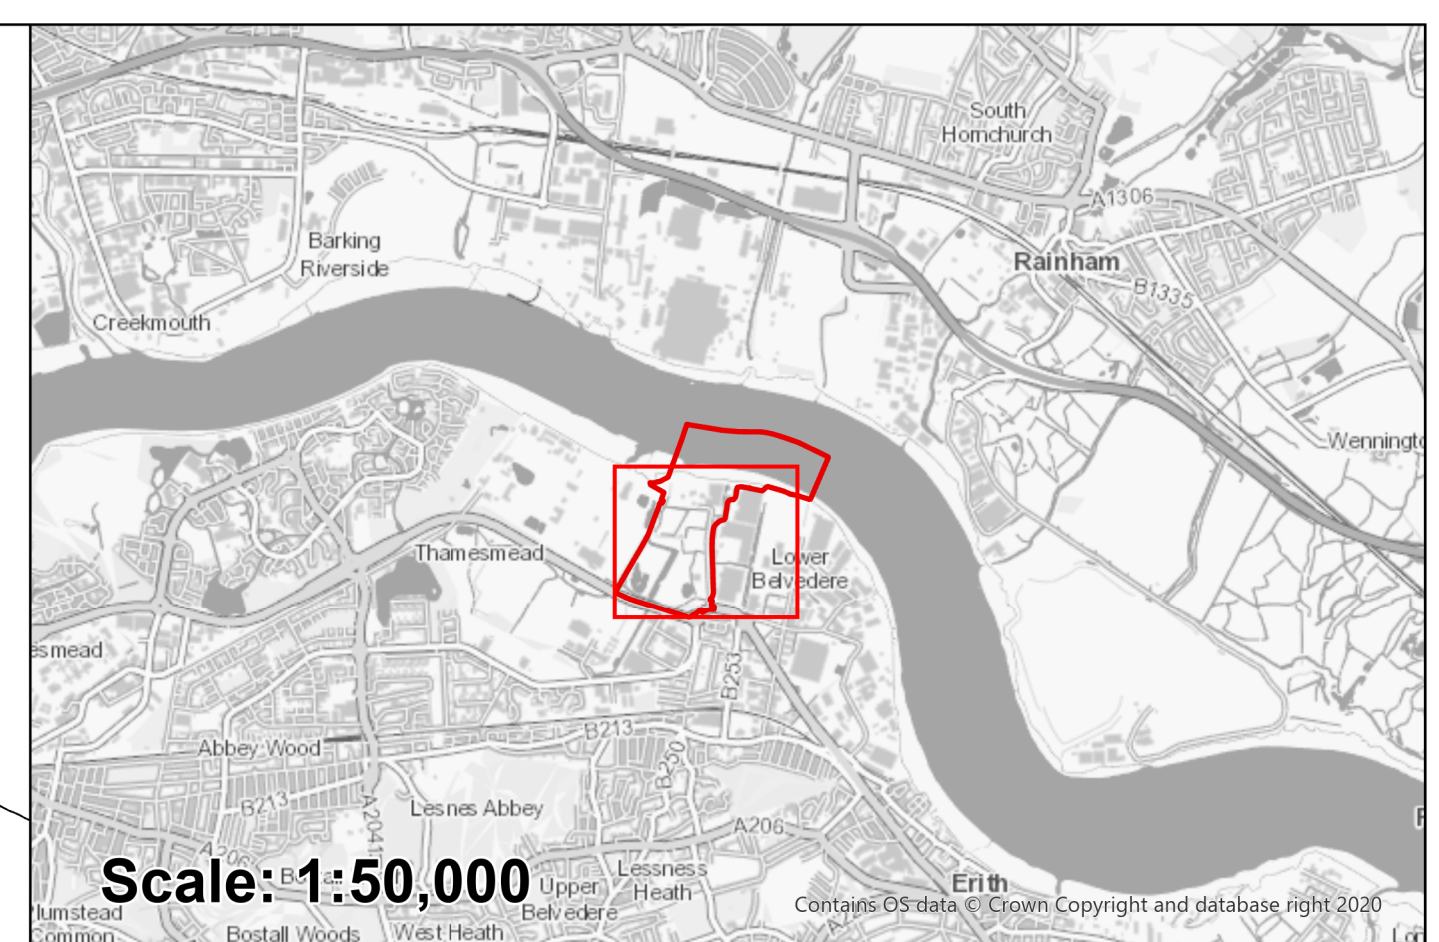 South
Hornchurch
A1306
Barking
Riverside
Rainham
B1335
Creekmouth
Thamesmead
Lower
Belvedere
esmead
B253
Abbey Wood
B213
B250
B213
Lesnes Abbey
A2041
A206
A206
Scale: 1:50,000
Upper
Belvedere
Lessness
Heath
Erith
Contains OS data © Crown Copyright and database right 2020
lumstead
Common
Bostall Woods
West Heath